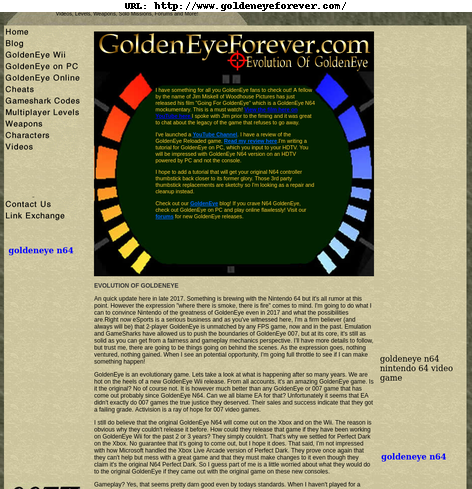 URL: http://www.goldeneyeforever.com/
Videos, Levels, Weapons, Solo Missions, Forums and More!
Home
Blog
GoldenEye Wii
GoldenEye on PC
GoldenEye Online
Cheats
Gameshark Codes
Multiplayer Levels
Weapons
Characters
Videos
Contact Us
Link Exchange
goldeneye n64
GoldenEyeForever.com
Evolution Of GoldenEye
I have something for all you GoldenEye fans to check out! A fellow
by the name of Jim Miskell of Woodhouse Pictures has just
released his film "Going For GoldenEye" which is a GoldenEye N64
mockumentary. This is a must watch!
I spoke with Jim prior to the filming and it was great
to chat about the legacy of the game that refuses to go away.
I've launched a YouTube Channel. I have a review of the
GoldenEye Reloaded game. Read my review here. I'm writing a
tutorial for GoldenEye on pc, which you input to your HDTV. You
will be impressed with GoldenEye N64 version on an HDTV
powered by PC and not the console.
I hope to add a tutorial that will get your original N64 controller
thumbstick back closer to its former glory. Those 3rd party
thumbstick replacements are sketchy so I'm looking as a repair and
cleanup instead.
Check out our GoldenEye blog! If you crave N64 GoldenEye,
check out GoldenEye on PC and play online flawlessly! Visit our
forums for new GoldenEye releases.
EVOLUTION OF GOLDENEYE
An quick update here in late 2017. Something is brewing with the Nintendo 64 but it's all rumor at this
point. However the expression "where there is smoke, there is fire" comes to mind. I'm going to do what I
can to convince Nintendo of the greatness of GoldenEye even in 2017 and what the possibilities
are Right now eSports is a serious business and as you've witnessed here, I'm a firm believer (and
always will be) that 2-player GoldenEye is unmatched by any FPS game, now and in the past. Emulation
and GameSharks have allowed us to push the boundaries of GoldenEye 007, but at its core, it's still as
solid as you can get from a fairness and gameplay mechanics perspective. I'll have more details to follow,
but trust me, there are going to be things going on behind the scenes. As the expression goes, nothing
ventured, nothing gained. When I see an opportunity, I'm going full throttle to see if I can make
something happen!
GoldenEye is an evolutionary game. Lets take a look at what is happening after so many years. We are
hot on the heels of a new GoldenEye Wii release. From all accounts, it's an amazing GoldenEye game. Is
it the original? No of course not. It is however much better than any GoldenEye or 007 game that has
come out probably since GoldenEye N64. Can we all blame EA for that? Unfortunately it seems that EA
didn't exactly do 007 games the true justice they deserved. Their sales and success indicate that they got
a failing grade. Activision is a ray of hope for 007 video games.
I still do believe that the original GoldenEye N64 will come out on the Xbox and on the Wii. The reason is
obvious why they couldn't release it before. How could they release that game if they have been working
on GoldenEye Wii for the past 2 or 3 years? They simply couldn't. That's why we settled for Perfect Dark
on the Xbox. No guarantee that it's going to come out, but I hope it does. That said, I'm not impressed
with how Microsoft handled the Xbox Live Arcade version of Perfect Dark. They prove once again that
they can't help but mess with a great game and that they must make changes to it even though they
claim it's the original N64 Perfect Dark. So I guess part of me is a little worried about what they would do
to the original GoldenEye if they came out with the original game on these new consoles.
Gameplay? Yes, that seems pretty darn good even by todays standards. When I haven't played for a
goldeneye n64
nintendo 64 video
game
goldeneye n64